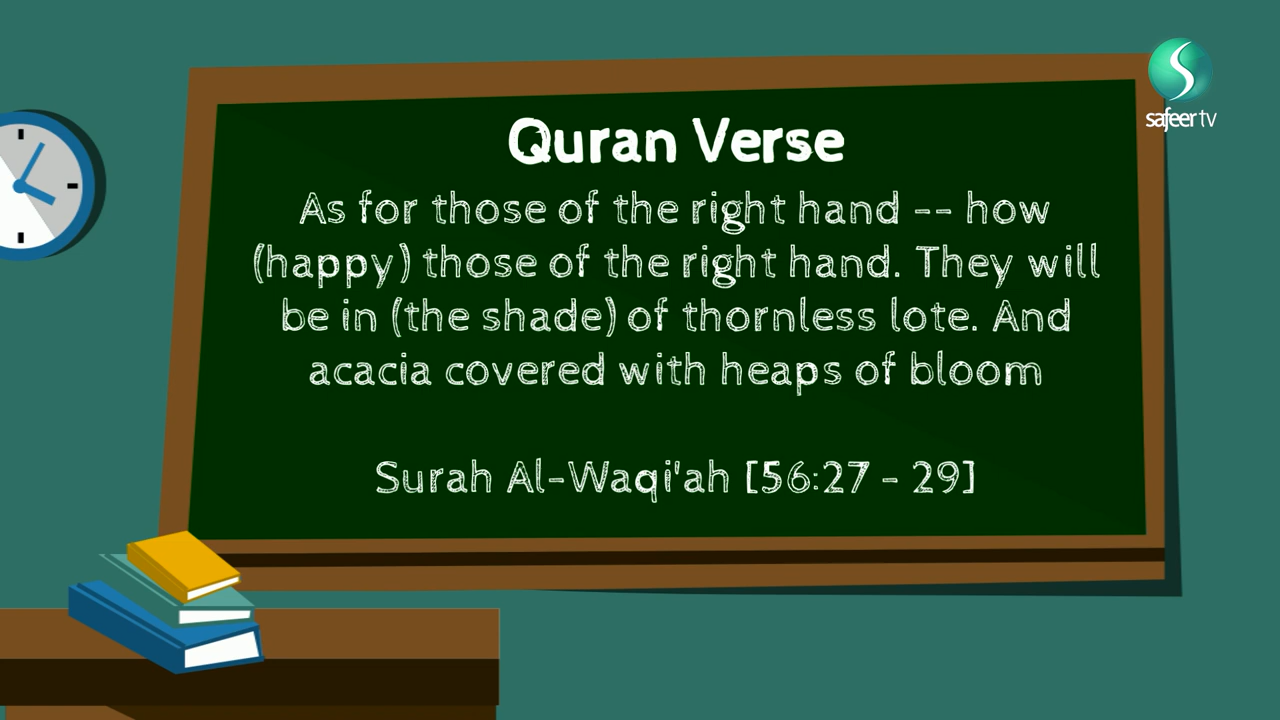 safeer tv
Quran Verse
As for those of the right hand -- how
(happy) those of the right hand. They will
be in (the shade) of thornless lote. And
acacia covered with heaps of bloom
Surah Al-Waqi'ah [56:27 - 29]